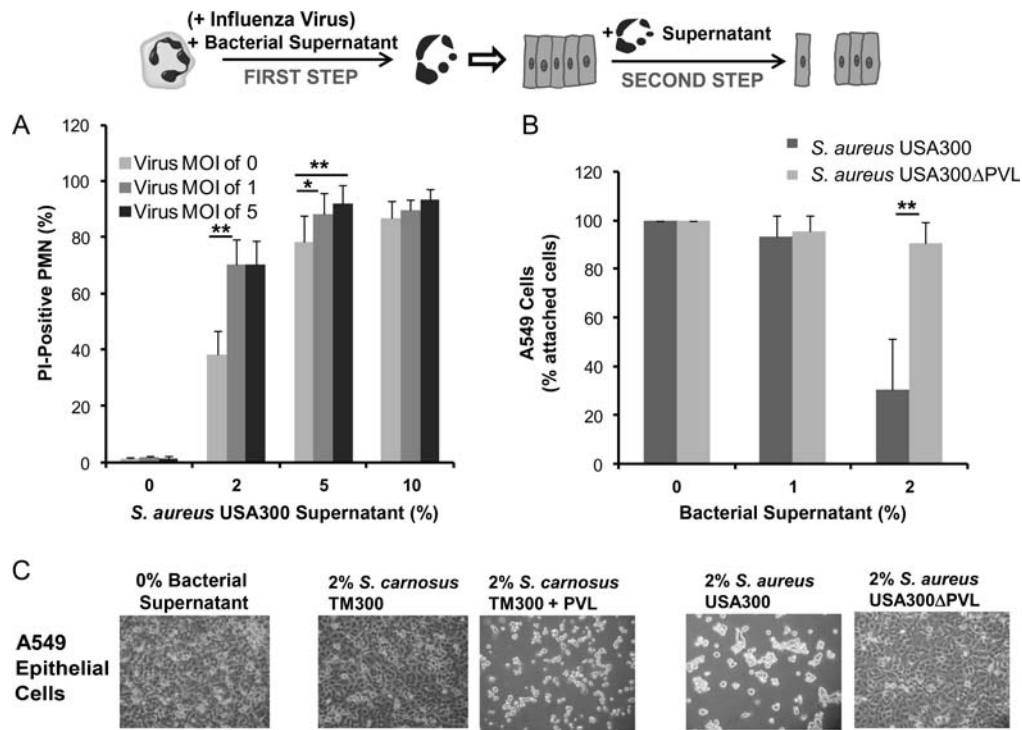 (+ Influenza Virus)
+ Bacterial Supernatant
FIRST STEP
+ Supernatant
SECOND STEP
A
120
100
80
60
40
20
0
PI-Positive PMN (%)
Virus MOI of 0
Virus MOI of 1
Virus MOI of 5
**
*
**
0 2 5 10
S. aureus USA300 Supernatant (%)
B
S. aureus USA300
S. aureus USA300ΔPVL
120
100
80
60
40
20
0
A549 Cells
(% attached cells)
**
0 1 2
Bacterial Supernatant (%)
C
A549
Epithelial
Cells
0% Bacterial
Supernatant
2% S. carnosus
TM300
2% S. carnosus
TM300 + PVL
2% S. aureus
USA300
2% S. aureus
USA300ΔPVL